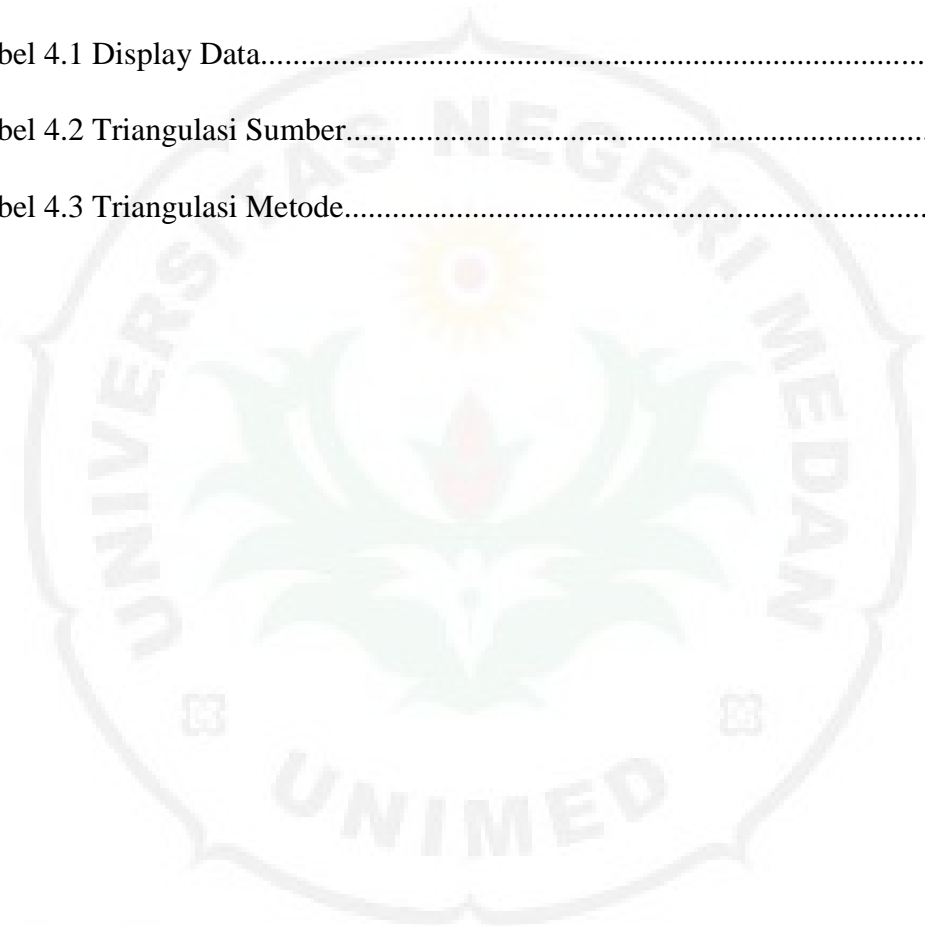 bel 4.1 Display Data..................................................................................
bel 4.2 Triangulasi Sumber.......................................................................
bel 4.3 Triangulasi Metode........................................................................
UNIVERSITAS NEGERI MEDAN
UNIMED